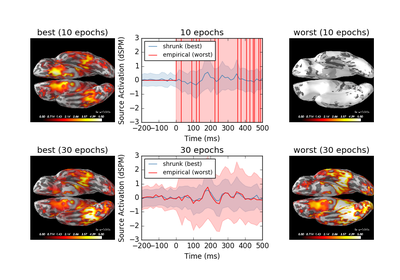 best (10 epochs)
10 epochs
worst (10 epochs)
Source Activation (dSPM)
3
2
1
0
−1
−2
−3
shrunk (best)
empirical (worst)
−200−100 0 100 200 300 400 500
Time (ms)
best (30 epochs)
30 epochs
worst (30 epochs)
Source Activation (dSPM)
3
2
1
0
−1
−2
−3
shrunk (best)
empirical (worst)
−200−100 0 100 200 300 400 500
Time (ms)